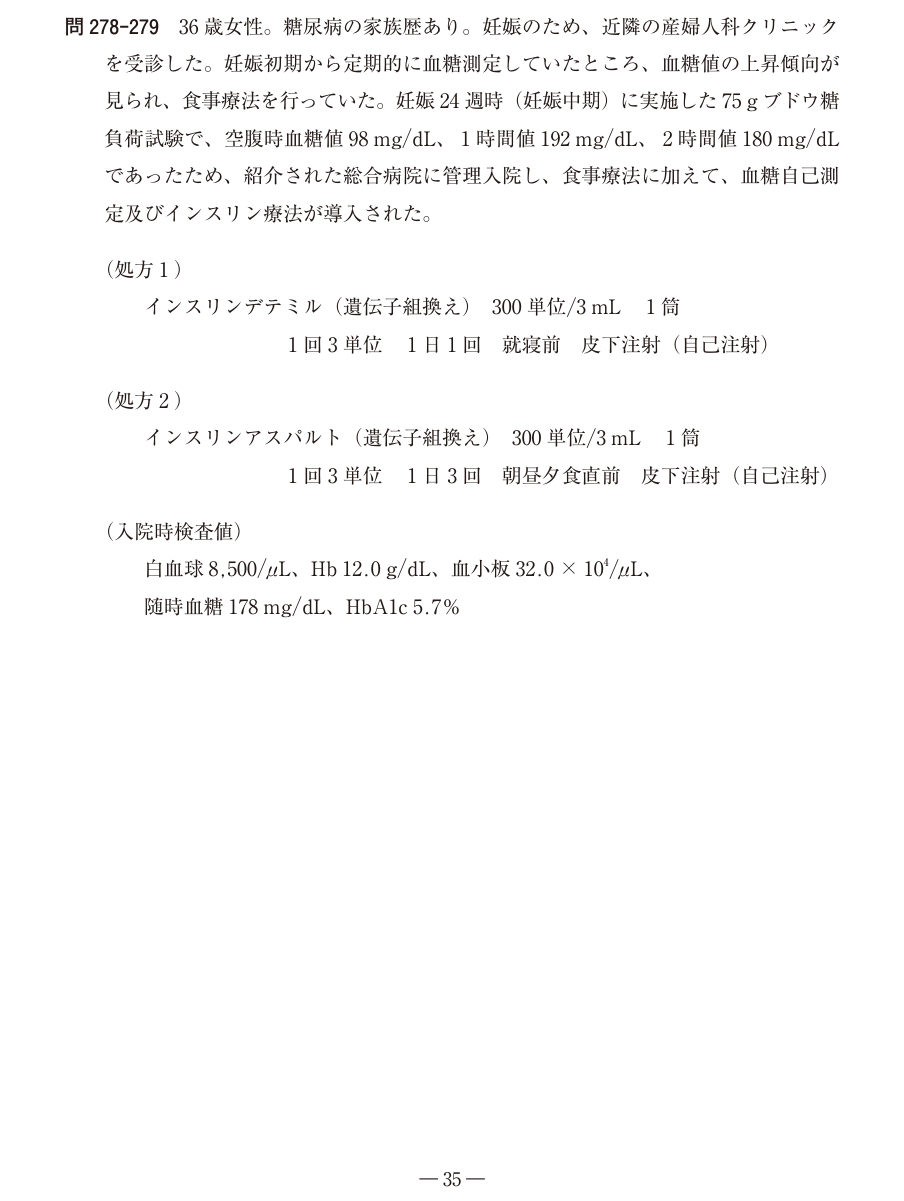 問 278-279　36 歳女性。糖尿病の家族歴あり。妊娠のため、近隣の産婦人科クリニック
を受診した。妊娠初期から定期的に血糖測定していたところ、血糖値の上昇傾向が
見られ、食事療法を行っていた。妊娠 24 週時（妊娠中期）に実施した 75 g ブドウ糖
負荷試験で、空腹時血糖値 98 mg/dL、1 時間値 192 mg/dL、2 時間値 180 mg/dL
であったため、紹介された総合病院に管理入院し、食事療法に加えて、血糖自己測
定及びインスリン療法が導入された。
（処方 1 ）
インスリンデテミル（遺伝子組換え）　300 単位/3 mL　1 筒
1 回 3 単位　1 日 1 回　就寝前　皮下注射（自己注射）
（処方 2 ）
インスリンアスパルト（遺伝子組換え）　300 単位/3 mL　1 筒
1 回 3 単位　1 日 3 回　朝昼夕食直前　皮下注射（自己注射）
（入院時検査値）
白血球 8,500/μL、Hb 12.0 g/dL、血小板 32.0 × 10⁴/μL、
随時血糖 178 mg/dL、HbA1c 5.7%
— 35 —